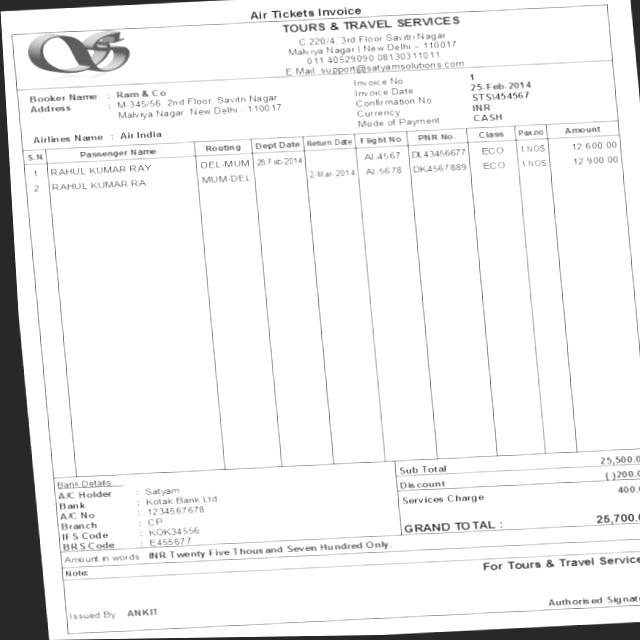 Air Tickets Invoice
TOURS & TRAVEL SERVICES
C 220/4, 3rd Floor Savitri Nagar
Malviya Nagar | New Delhi - 110017
011 40529090 08130311011
E Mail support@satyamsolutions.com
Booker Name : Ram & Co
Address : M-345/56 2nd Floor, Savitri Nagar
Malviya Nagar New Delhi - 110017
Invoice No 1
Invoice Date 25-Feb-2014
Confirmation No STS\454567
Currency INR
Mode of Payment CASH
Airlines Name : Air India
S.N Passenger Name Routing Dept Date Return Date Flight No PNR No. Class Pax.no Amount
1 RAHUL KUMAR RAY DEL-MUM 28 Feb-2014 AI-4567 DL43456677 ECO 1 NOS 12 600 00
2 RAHUL KUMAR RA MUM-DEL 2-Mar-2014 AI-5678 DK4567889 ECO 1 NOS 12 900 00
Bank Details
A/C Holder : Satyam
Bank : Kotak Bank Ltd
A/C No : 1234567678
Branch : CP
IFS Code : KOK34556
BRS Code : E455677
Sub Total 25,500.0
Discount (-)200.0
Services Charge 400.
GRAND TOTAL : 25,700.
Amount in words INR Twenty Five Thousand Seven Hundred Only.
Note:
For Tours & Travel Service
Issued By ANKIT
Authorised Signat